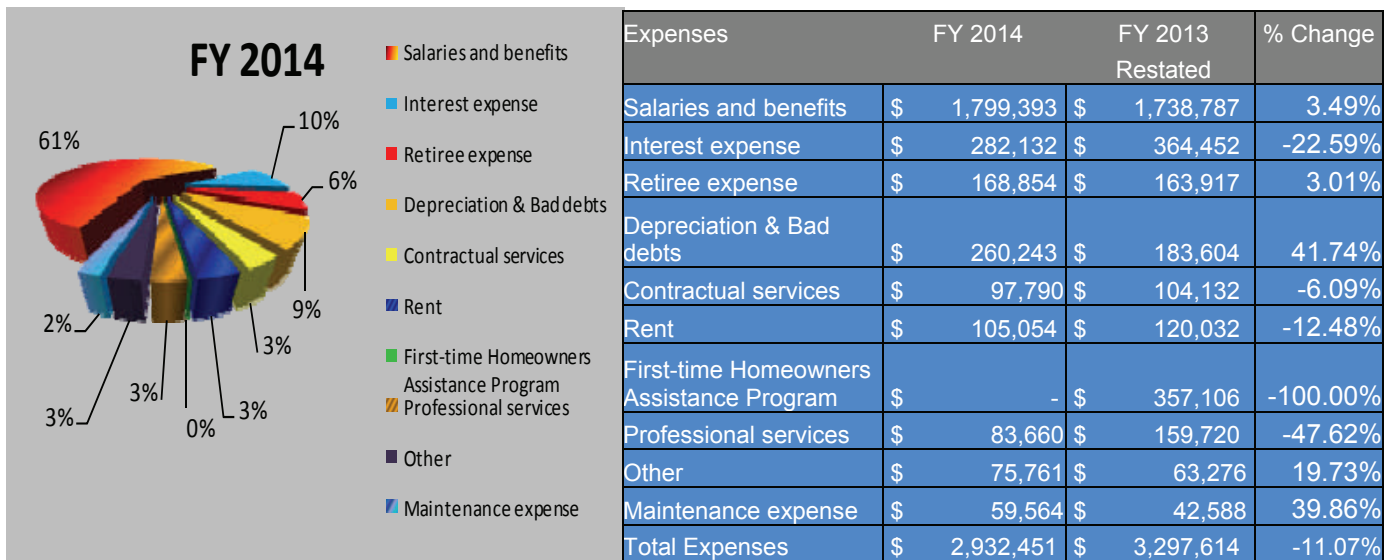 FY 2014
Salaries and benefits
Interest expense
Retiree expense
Depreciation & Bad debts
Contractual services
Rent
First-time Homeowners
Assistance Program
Professional services
Other
Maintenance expense
61%
10%
6%
9%
3%
3%
0%
3%
3%
2%
Expenses FY 2014 FY 2013 % Change
Restated
Salaries and benefits $ 1,799,393 $ 1,738,787 3.49%
Interest expense $ 282,132 $ 364,452 -22.59%
Retiree expense $ 168,854 $ 163,917 3.01%
Depreciation & Bad
debts $ 260,243 $ 183,604 41.74%
Contractual services $ 97,790 $ 104,132 -6.09%
Rent $ 105,054 $ 120,032 -12.48%
First-time Homeowners
Assistance Program $ - $ 357,106 -100.00%
Professional services $ 83,660 $ 159,720 -47.62%
Other $ 75,761 $ 63,276 19.73%
Maintenance expense $ 59,564 $ 42,588 39.86%
Total Expenses $ 2,932,451 $ 3,297,614 -11.07%